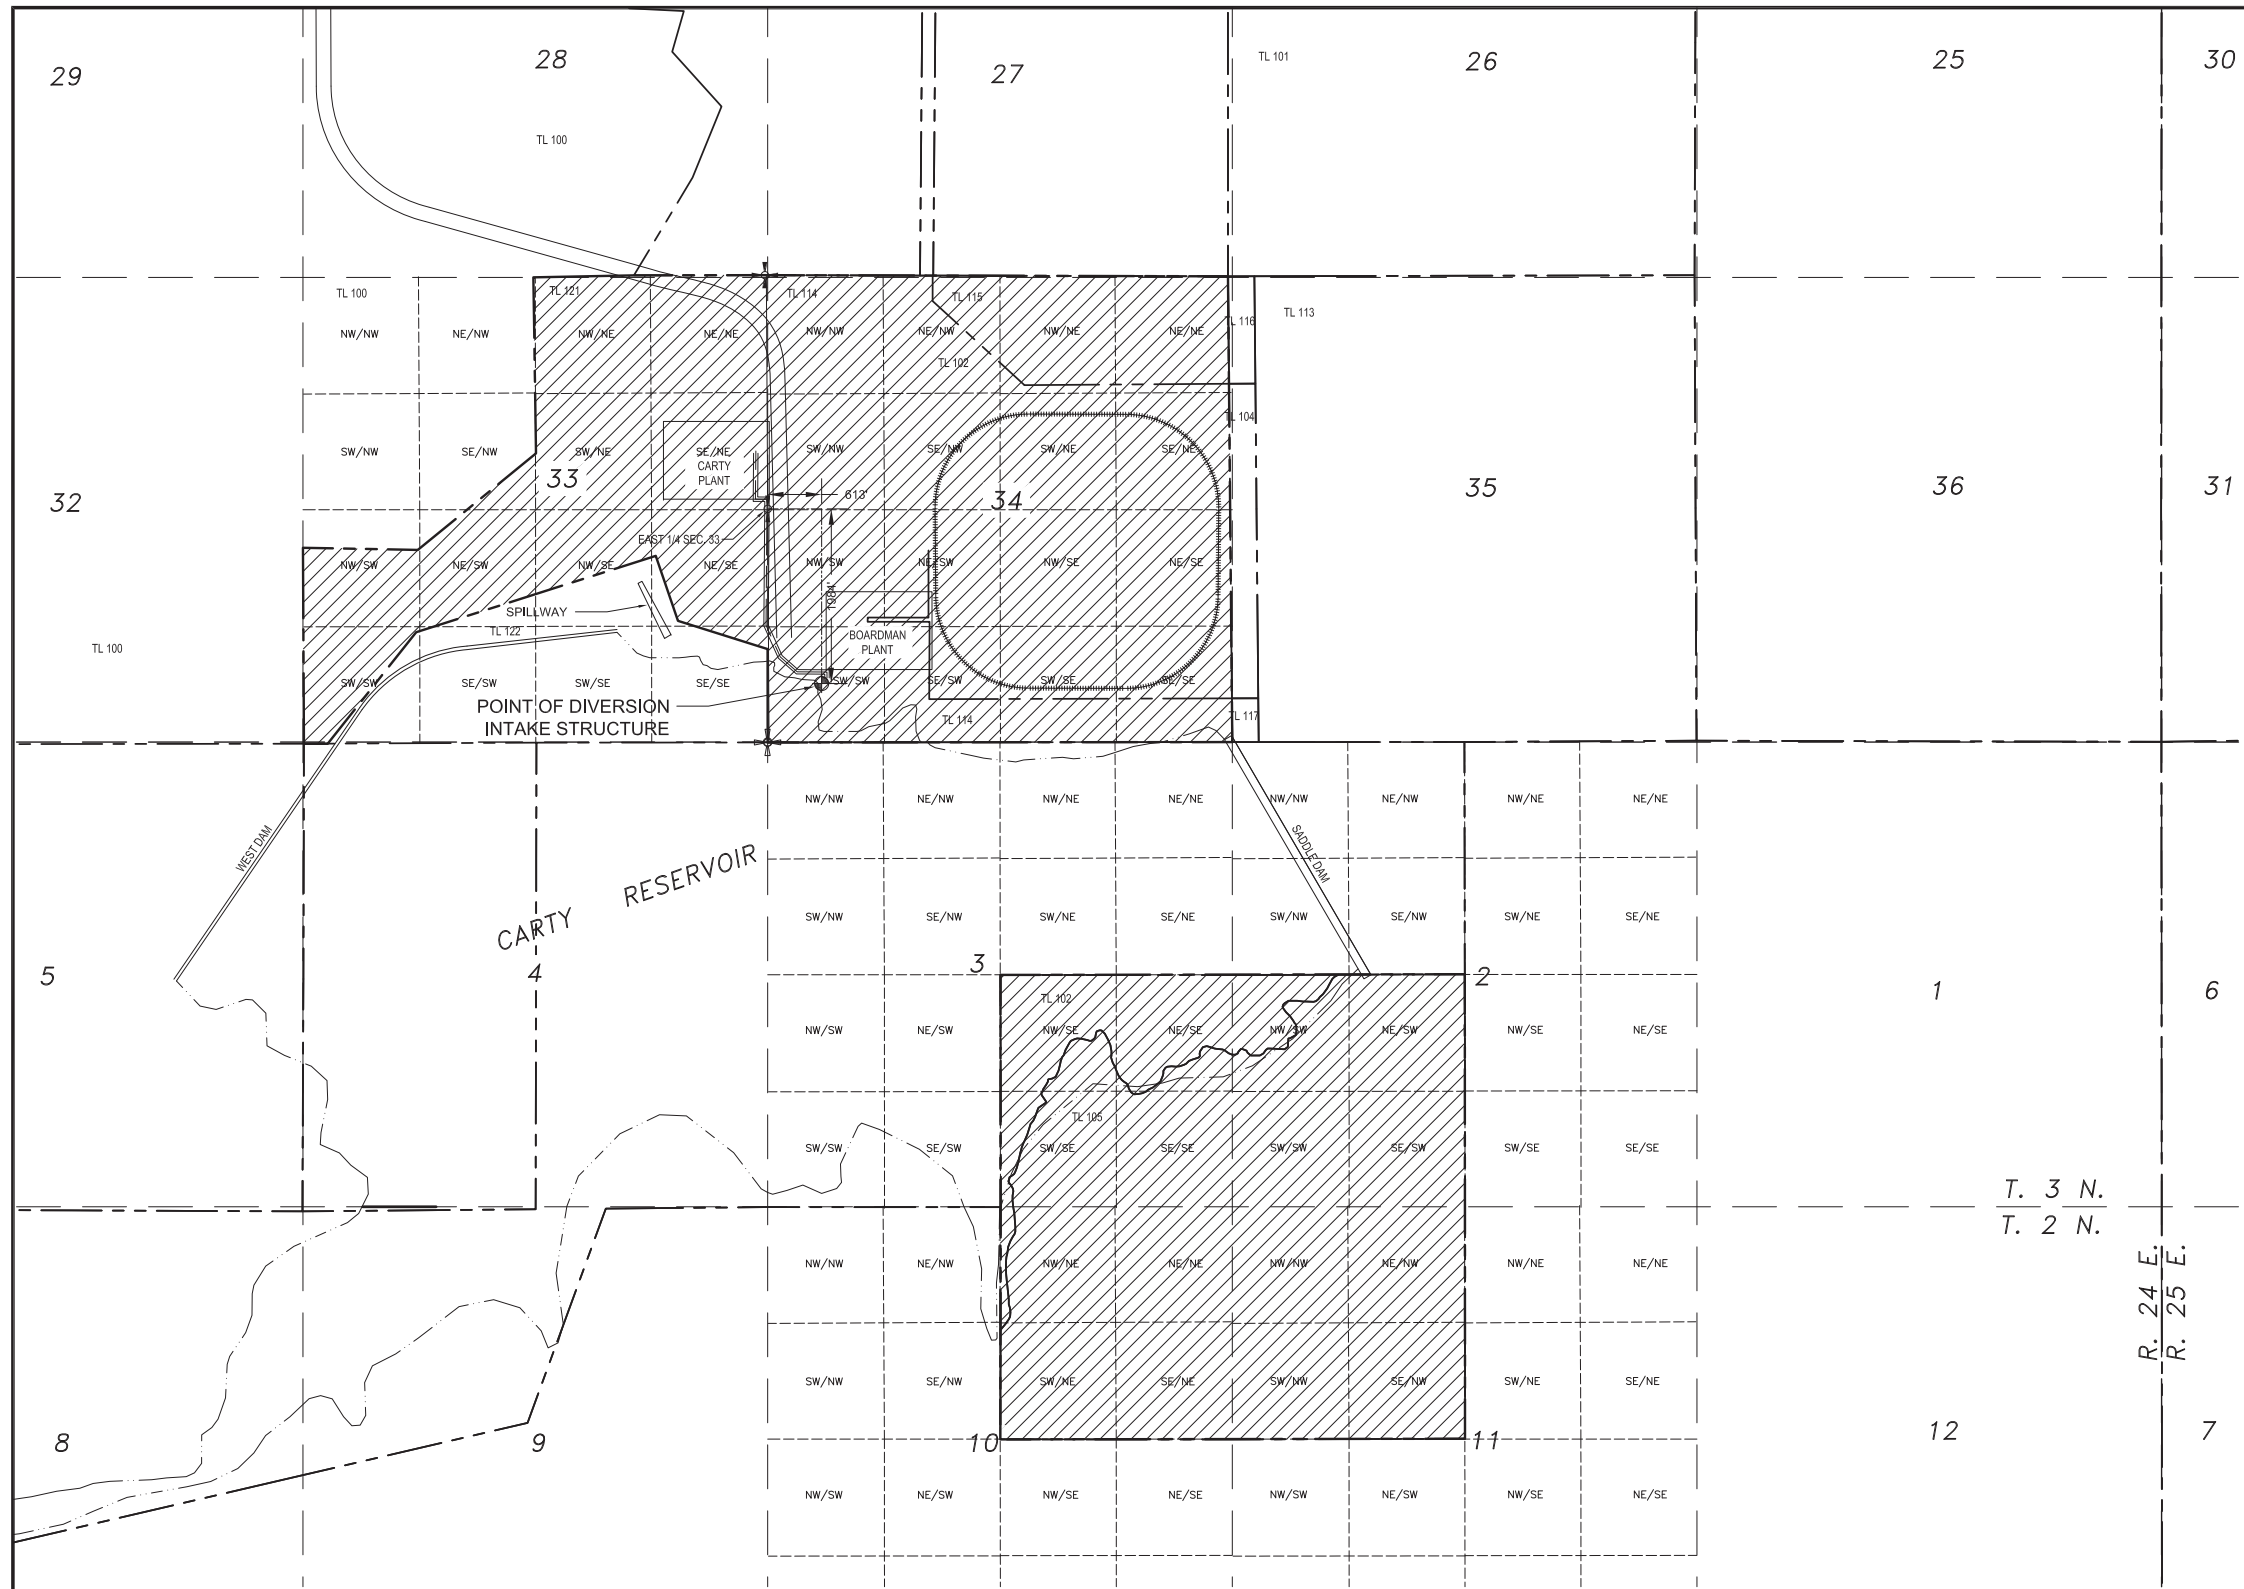 29
28
27
TL 101
26
25
30
TL 100
TL 100
TL 121
TL 114
TL 115
TL 116
TL 113
NW/NW
NE/NW
NW/NE
NE/NE
NW/NW
NE/NW
NW/NE
NE/NE
TL 102
TL 104
SW/NW
SE/NW
SW/NE
SE/NE
SW/NW
SE/NW
SW/NE
SE/NE
CARTY
PLANT
32
33
613'
34
35
36
31
EAST 1/4 SEC. 33
NW/SW
NE/SW
NW/SE
NE/SE
NW/SW
NE/SW
NW/SE
NE/SE
1984'
SPILLWAY
TL 122
BOARDMAN
PLANT
TL 100
SW/SW
SE/SW
SW/SE
SE/SE
SW/SW
SE/SW
SW/SE
SE/SE
POINT OF DIVERSION
INTAKE STRUCTURE
TL 114
TL 117
NW/NW
NE/NW
NW/NE
NE/NE
NW/NW
NE/NW
NW/NE
NE/NE
WEST DAM
SADDLE DAM
CARTY RESERVOIR
SW/NW
SE/NW
SW/NE
SE/NE
SW/NW
SE/NW
SW/NE
SE/NE
5
4
3
2
1
6
TL 102
NW/SW
NE/SW
NW/SE
NE/SE
NW/SW
NE/SW
NW/SE
NE/SE
TL 105
SW/SW
SE/SW
SW/SE
SE/SE
SW/SW
SE/SW
SW/SE
SE/SE
T. 3 N.
T. 2 N.
R. 24 E.
R. 25 E.
NW/NW
NE/NW
NW/NE
NE/NE
NW/NW
NE/NW
NW/NE
NE/NE
SW/NW
SE/NW
SW/NE
SE/NE
SW/NW
SE/NW
SW/NE
SE/NE
8
9
10
11
12
7
NW/SW
NE/SW
NW/SE
NE/SE
NW/SW
NE/SW
NW/SE
NE/SE